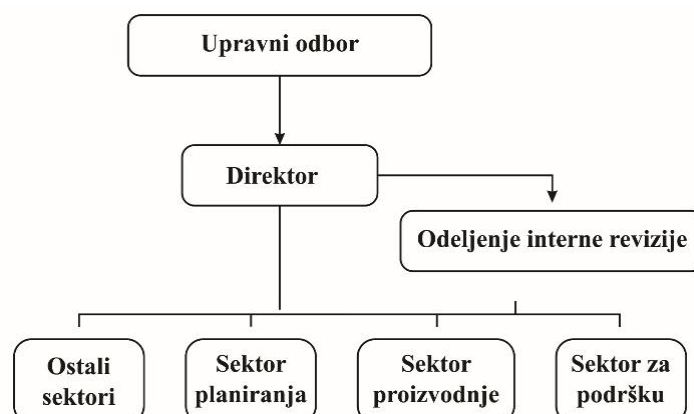 Upravni odbor
Direktor
Odeljenje interne revizije
Ostali
sektori
Sektor
planiranja
Sektor
proizvodnje
Sektor za
podršku